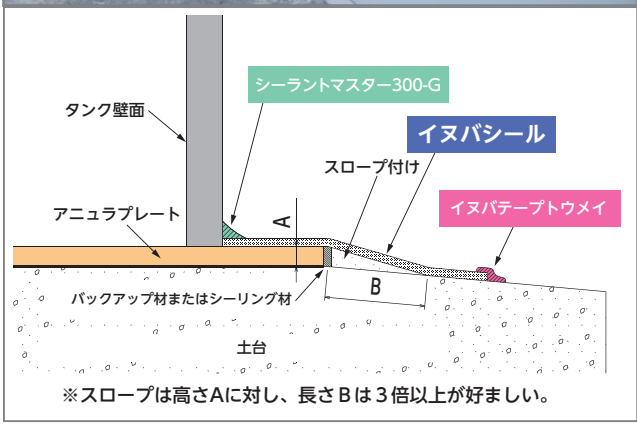 シーラントマスター300-G
タンク壁面
イヌバシール
スロープ付け
アニュラプレート
A
イヌバテープトウメイ
バックアップ材またはシーリング材
B
土台
※スロープは高さAに対し、長さBは3倍以上が好ましい。